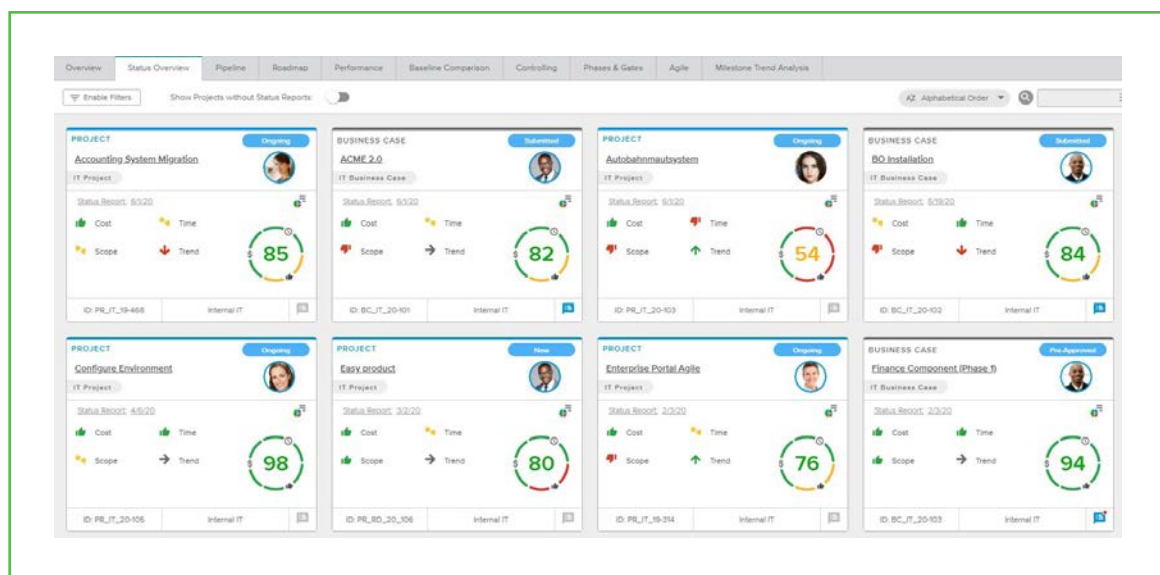 Overview Status Overview Pipeline Roadmap Performance Baseline Comparison Controlling Phases & Gates Agile Milestone Trend Analysis
Enable Filters Show Projects without Status Reports: Alphabetical Order
PROJECT Ongoing
Accounting System Migration
IT Project
Status Report: 6/1/20
Cost Time
Scope Trend
85
ID: PR_IT_19-468 Internal IT
BUSINESS CASE Submitted
ACME 2.0
IT Business Case
Status Report: 6/1/20
Cost Time
Scope Trend
82
ID: BC_IT_20-101 Internal IT
PROJECT Ongoing
Autobahnmautsystem
IT Project
Status Report: 6/1/20
Cost Time
Scope Trend
54
ID: PR_IT_20-103 Internal IT
BUSINESS CASE Submitted
BO Installation
IT Business Case
Status Report: 5/19/20
Cost Time
Scope Trend
84
ID: BC_IT_20-102 Internal IT
PROJECT Ongoing
Configure Environment
IT Project
Status Report: 4/5/20
Cost Time
Scope Trend
98
ID: PR_IT_20-105 Internal IT
PROJECT New
Easy product
IT Project
Status Report: 3/2/20
Cost Time
Scope Trend
80
ID: PR_RD_20_106 Internal IT
PROJECT Ongoing
Enterprise Portal Agile
IT Project
Status Report: 2/3/20
Cost Time
Scope Trend
76
ID: PR_IT_19-314 Internal IT
BUSINESS CASE Pre-Approved
Finance Component (Phase 1)
IT Business Case
Status Report: 2/3/20
Cost Time
Scope Trend
94
ID: BC_IT_20-103 Internal IT